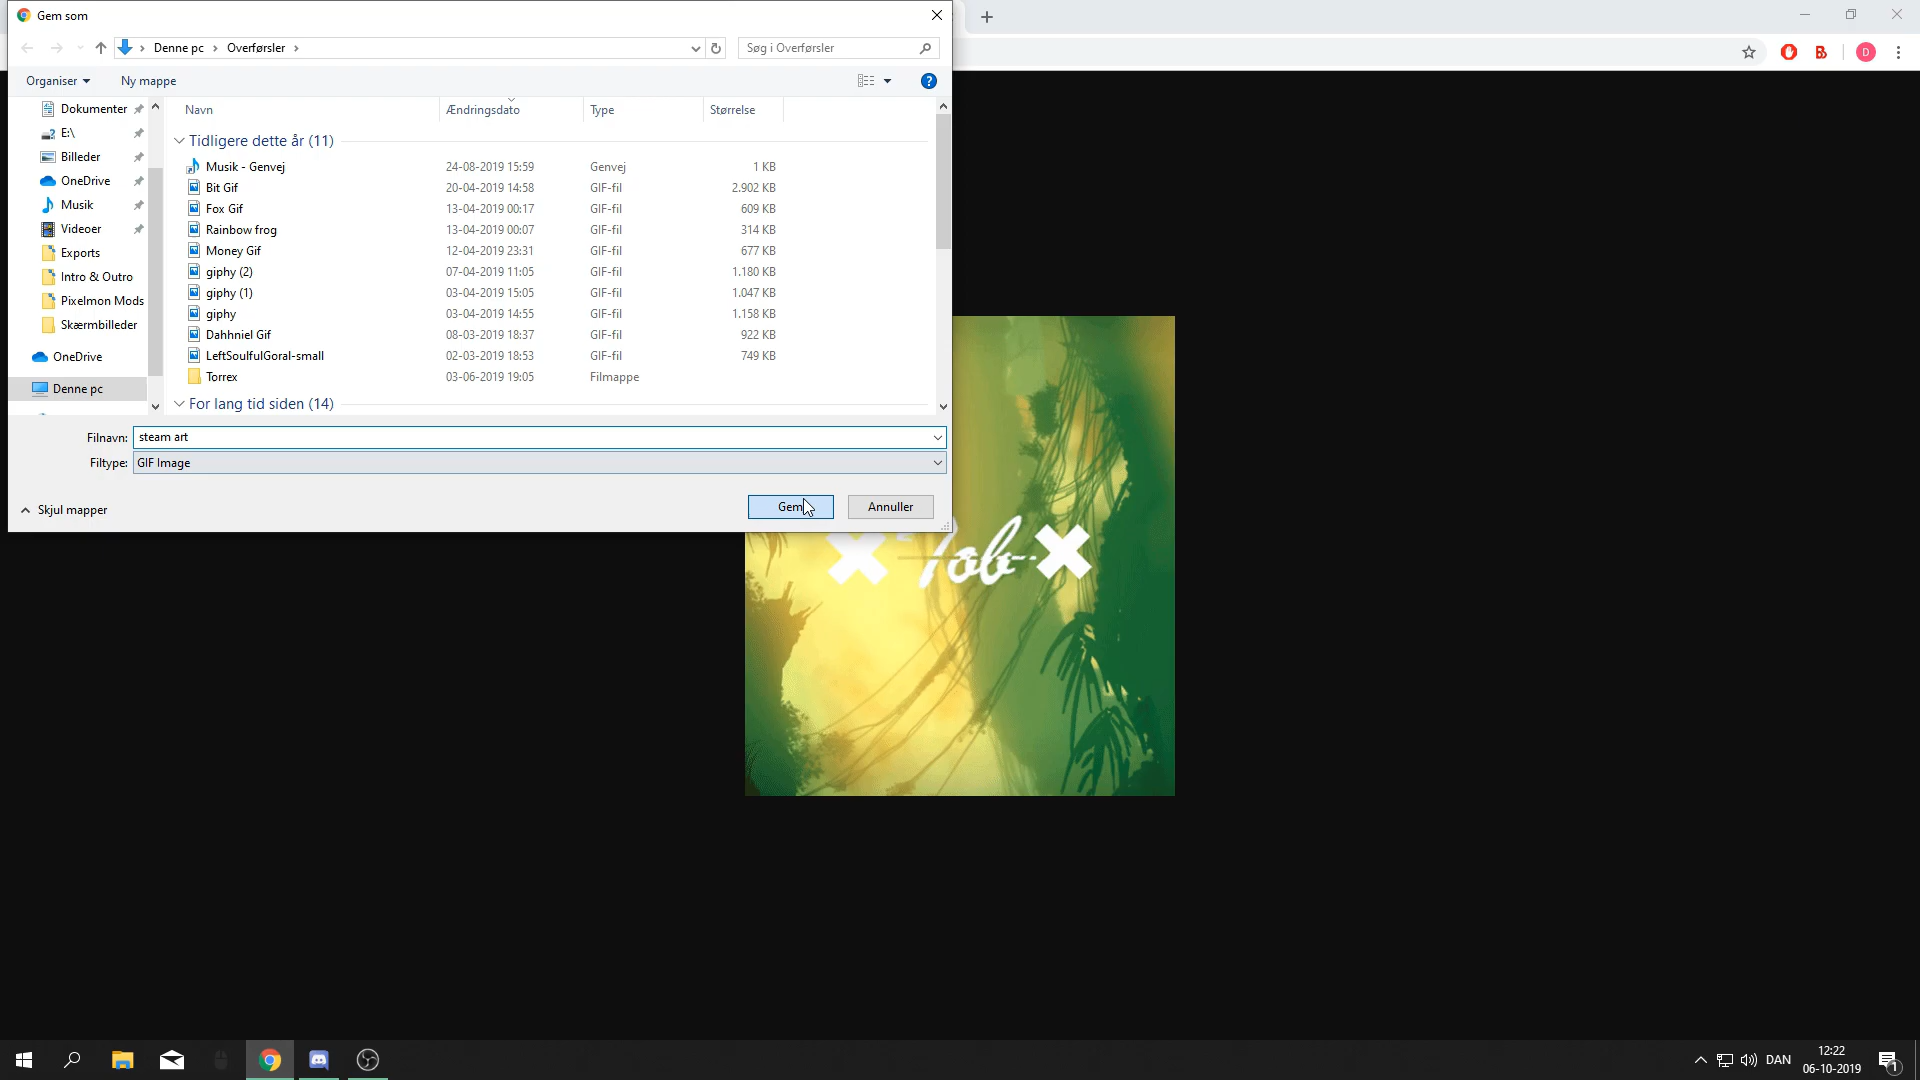 Gem som
Denne pc > Overførsler >
Søg i Overførsler
Organiser
Ny mappe
?
Navn
Ændringsdato
Type
Størrelse
Dokumenter
E:\
Billeder
OneDrive
Musik
Videoer
Exports
Intro & Outro
Pixelmon Mods
Skærmbilleder
OneDrive
Denne pc
Tidligere dette år (11)
Musik - Genvej 24-08-2019 15:59 Genvej 1 KB
Bit Gif 20-04-2019 14:58 GIF-fil 2.902 KB
Fox Gif 13-04-2019 00:17 GIF-fil 609 KB
Rainbow frog 13-04-2019 00:07 GIF-fil 314 KB
Money Gif 12-04-2019 23:31 GIF-fil 677 KB
giphy (2) 07-04-2019 11:05 GIF-fil 1.180 KB
giphy (1) 03-04-2019 15:05 GIF-fil 1.047 KB
giphy 03-04-2019 14:55 GIF-fil 1.158 KB
Dahhniel Gif 08-03-2019 18:37 GIF-fil 922 KB
LeftSoulfulGoral-small 02-03-2019 18:53 GIF-fil 749 KB
Torrex 03-06-2019 19:05 Filmappe
For lang tid siden (14)
Filnavn: steam art
Filtype: GIF Image
Skjul mapper
Gem
Annuller
D
DAN
12:22
06-10-2019
1